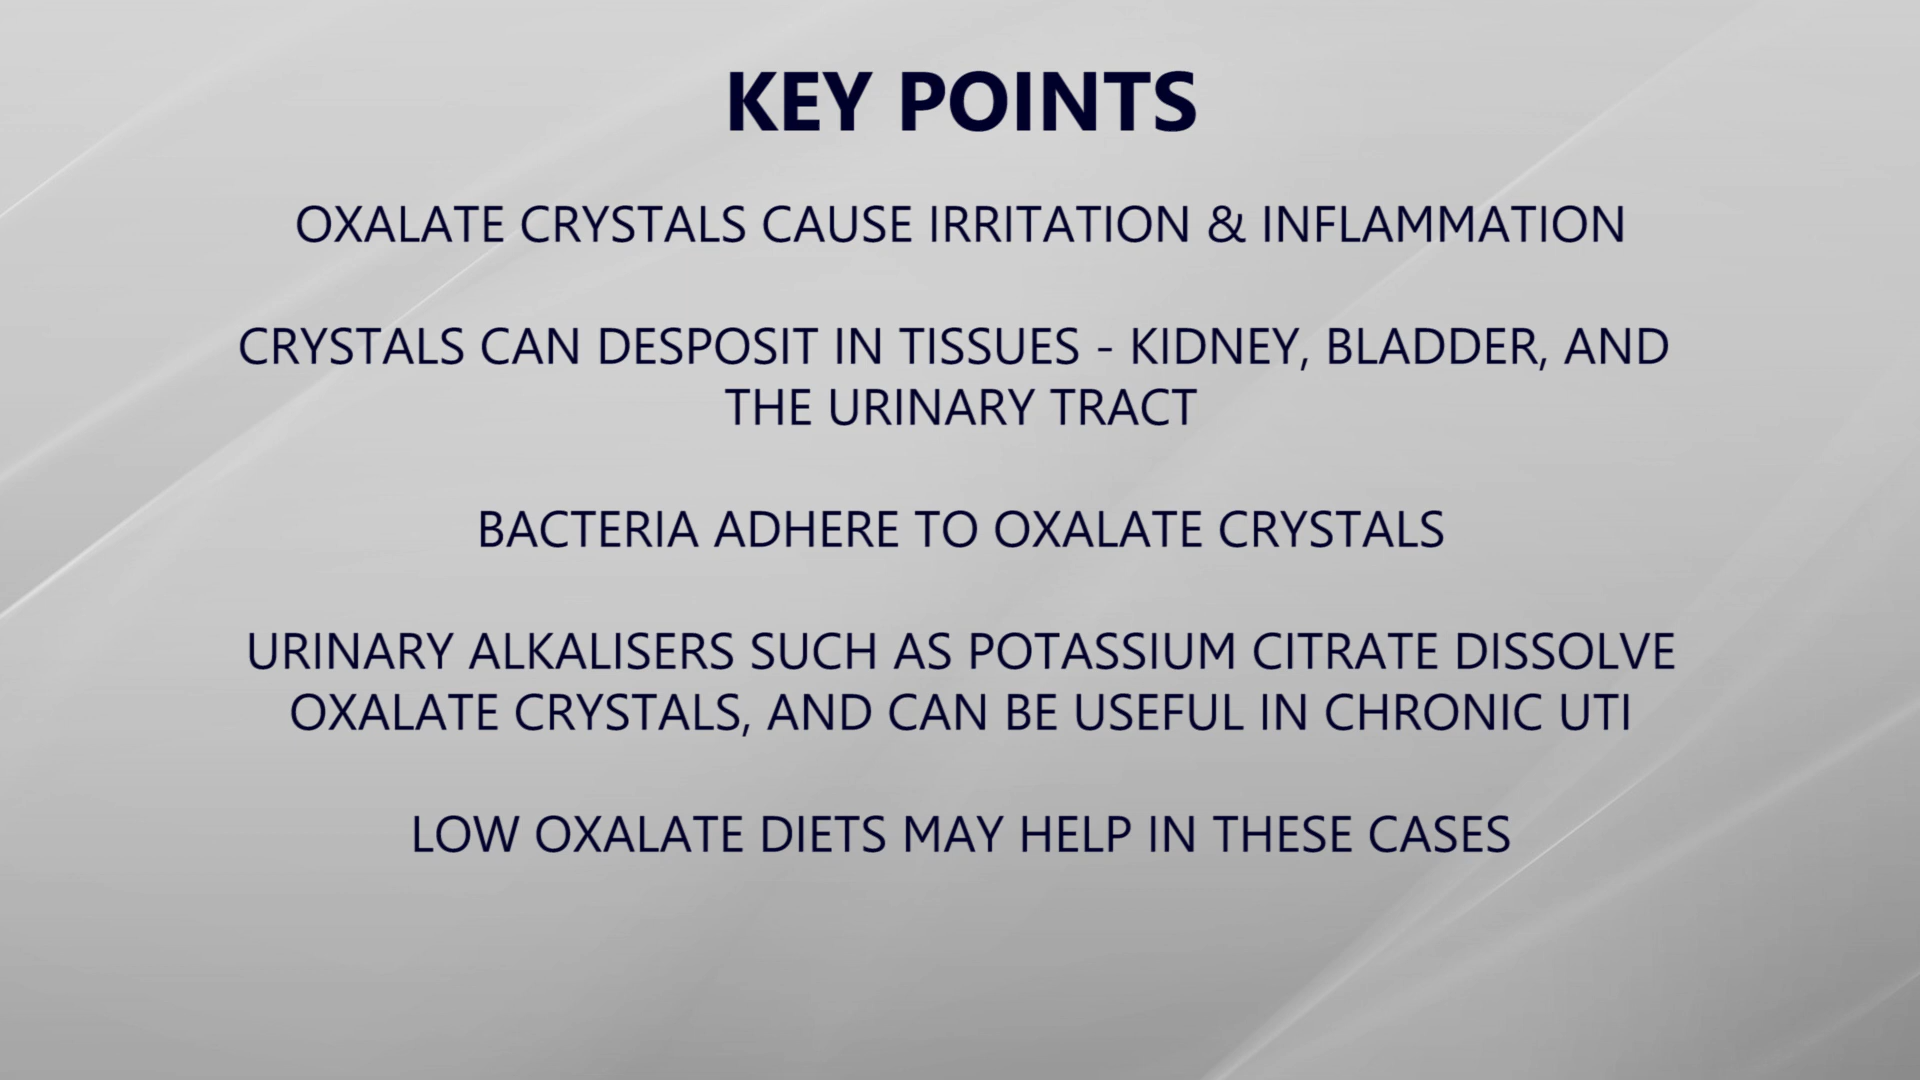 KEY POINTS
OXALATE CRYSTALS CAUSE IRRITATION & INFLAMMATION
CRYSTALS CAN DESPOSIT IN TISSUES - KIDNEY, BLADDER, AND
THE URINARY TRACT
BACTERIA ADHERE TO OXALATE CRYSTALS
URINARY ALKALISERS SUCH AS POTASSIUM CITRATE DISSOLVE
OXALATE CRYSTALS, AND CAN BE USEFUL IN CHRONIC UTI
LOW OXALATE DIETS MAY HELP IN THESE CASES